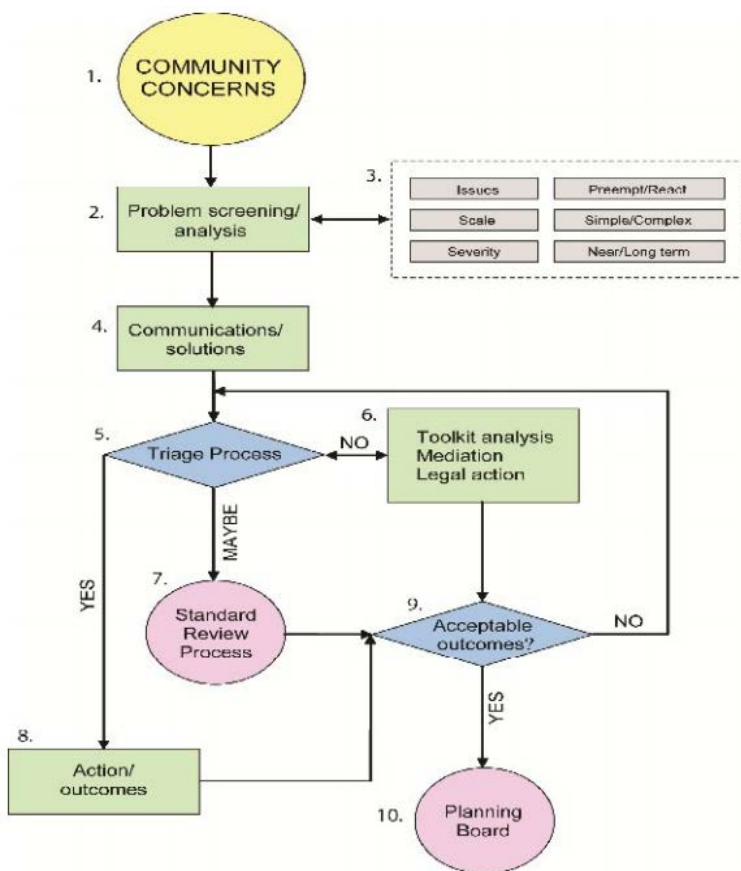 1.
COMMUNITY
CONCERNS
2.
Problem screening/
analysis
3.
Issues
Preempt/React
Scale
Simple/Complex
Severity
Near/Long term
4.
Communications/
solutions
5.
Triage Process
NO
6.
Toolkit analysis
Mediation
Legal action
YES
MAYBE
7.
Standard
Review
Process
8.
Action/
outcomes
9.
Acceptable
outcomes?
NO
YES
10.
Planning
Board